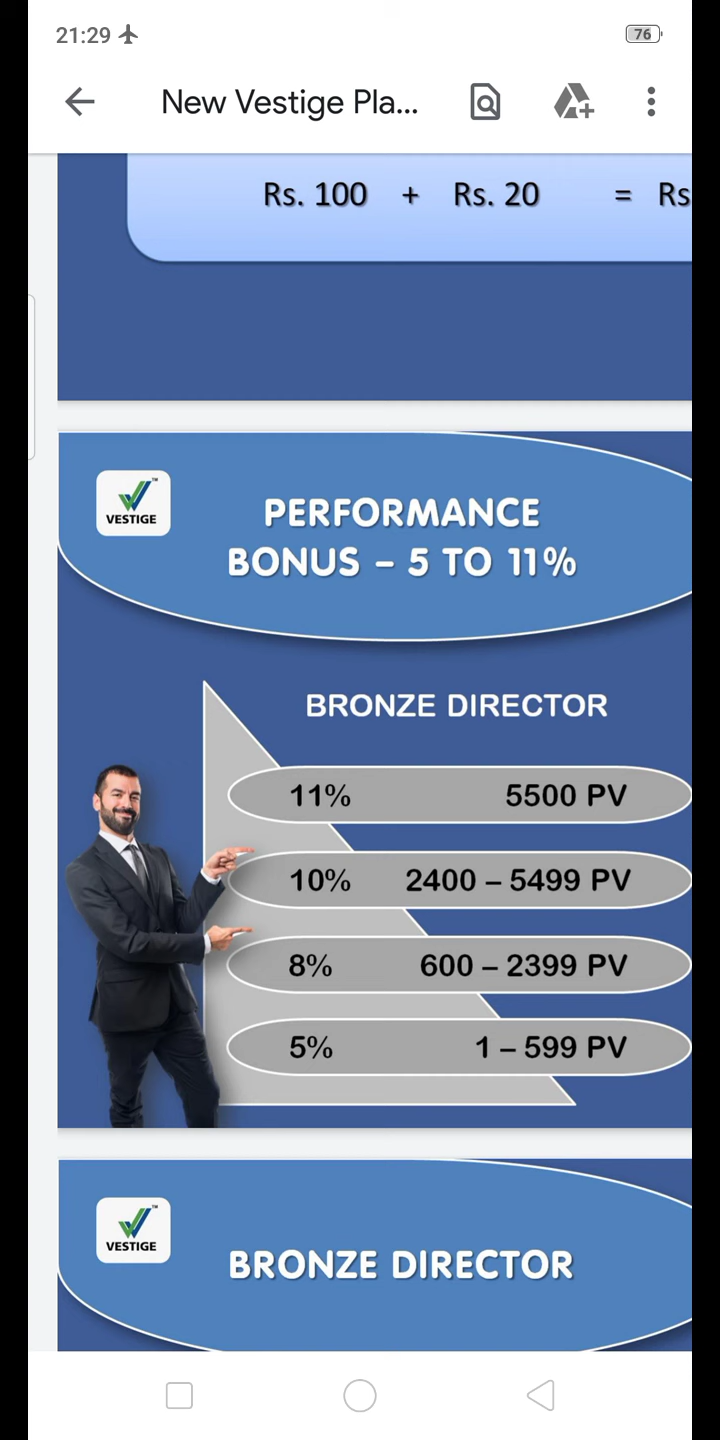 21:29
76
New Vestige Pla...
Rs. 100 + Rs. 20 = Rs
VESTIGE
PERFORMANCE
BONUS – 5 TO 11%
BRONZE DIRECTOR
11% 5500 PV
10% 2400 – 5499 PV
8% 600 – 2399 PV
5% 1 – 599 PV
VESTIGE
BRONZE DIRECTOR